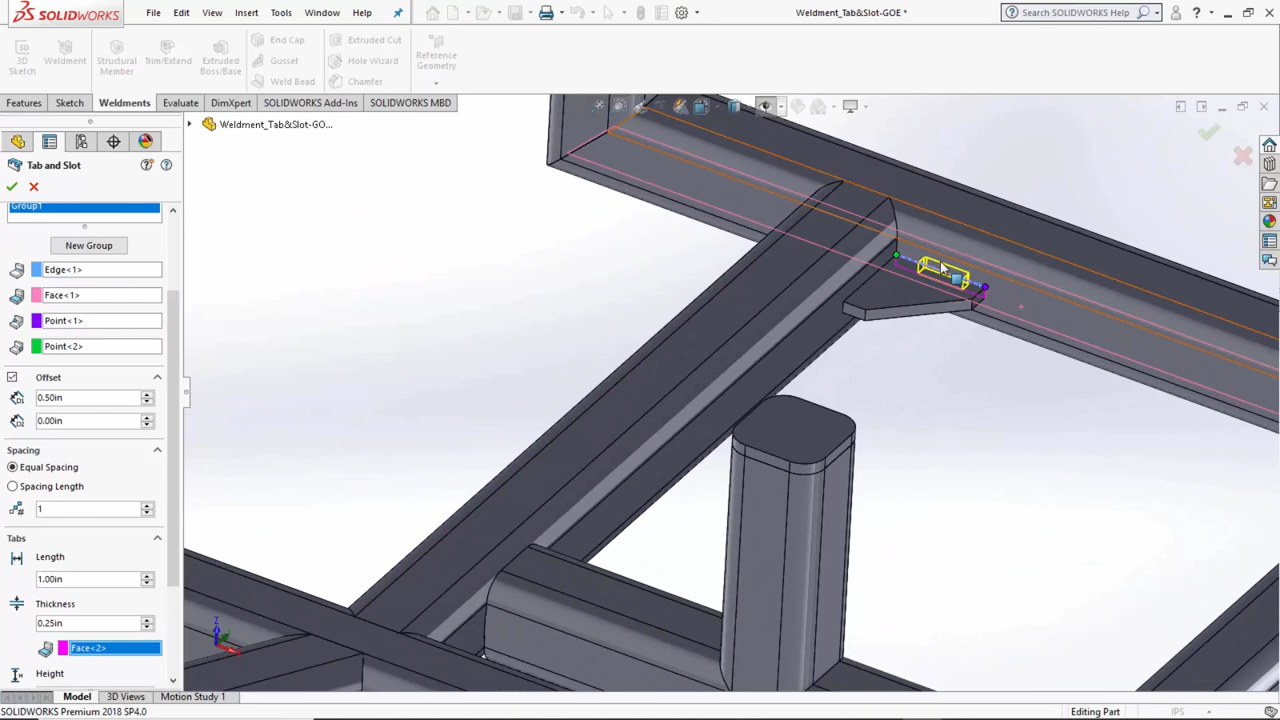 SOLIDWORKS File Edit View Insert Tools Window Help Weldment_Tab&Slot-GOE * Search SOLIDWORKS Help
3D Sketch Weldment Structural Member Trim/Extend Extruded Boss/Base End Cap Extruded Cut Reference Geometry
Gusset Hole Wizard
Weld Bead Chamfer
Features Sketch Weldments Evaluate DimXpert SOLIDWORKS Add-Ins SOLIDWORKS MBD
Weldment_Tab&Slot-GO...
Tab and Slot
Group1
New Group
Edge<1>
Face<1>
Point<1>
Point<2>
Offset
0.50in
0.00in
Spacing
Equal Spacing
Spacing Length
1
Tabs
Length
1.00in
Thickness
0.25in
Face<2>
Height
Z
Model 3D Views Motion Study 1
SOLIDWORKS Premium 2018 SP4.0 Editing Part IPS